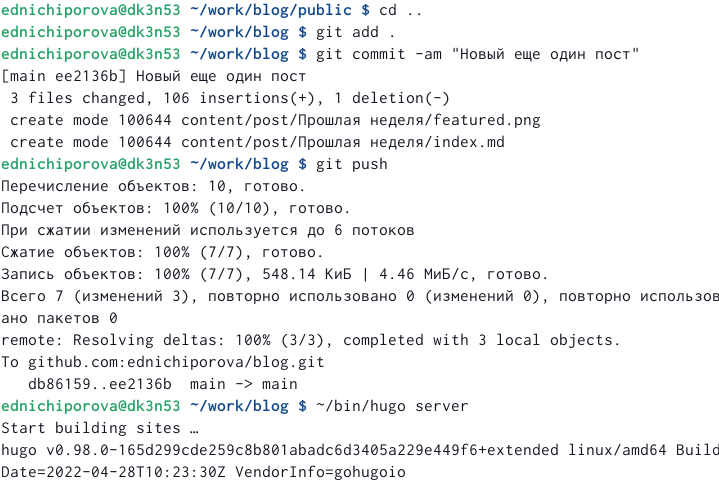 ednichiporova@dk3n53 ~/work/blog/public $ cd ..
ednichiporova@dk3n53 ~/work/blog $ git add .
ednichiporova@dk3n53 ~/work/blog $ git commit -am "Новый еще один пост"
[main ee2136b] Новый еще один пост
 3 files changed, 106 insertions(+), 1 deletion(-)
 create mode 100644 content/post/Прошлая неделя/featured.png
 create mode 100644 content/post/Прошлая неделя/index.md
ednichiporova@dk3n53 ~/work/blog $ git push
Перечисление объектов: 10, готово.
Подсчет объектов: 100% (10/10), готово.
При сжатии изменений используется до 6 потоков
Сжатие объектов: 100% (7/7), готово.
Запись объектов: 100% (7/7), 548.14 КиБ | 4.46 МиБ/с, готово.
Всего 7 (изменений 3), повторно использовано 0 (изменений 0), повторно использов
ано пакетов 0
remote: Resolving deltas: 100% (3/3), completed with 3 local objects.
To github.com:ednichiporova/blog.git
   db86159..ee2136b  main -> main
ednichiporova@dk3n53 ~/work/blog $ ~/bin/hugo server
Start building sites …
hugo v0.98.0-165d299cde259c8b801abadc6d3405a229e449f6+extended linux/amd64 Build
Date=2022-04-28T10:23:30Z VendorInfo=gohugoio